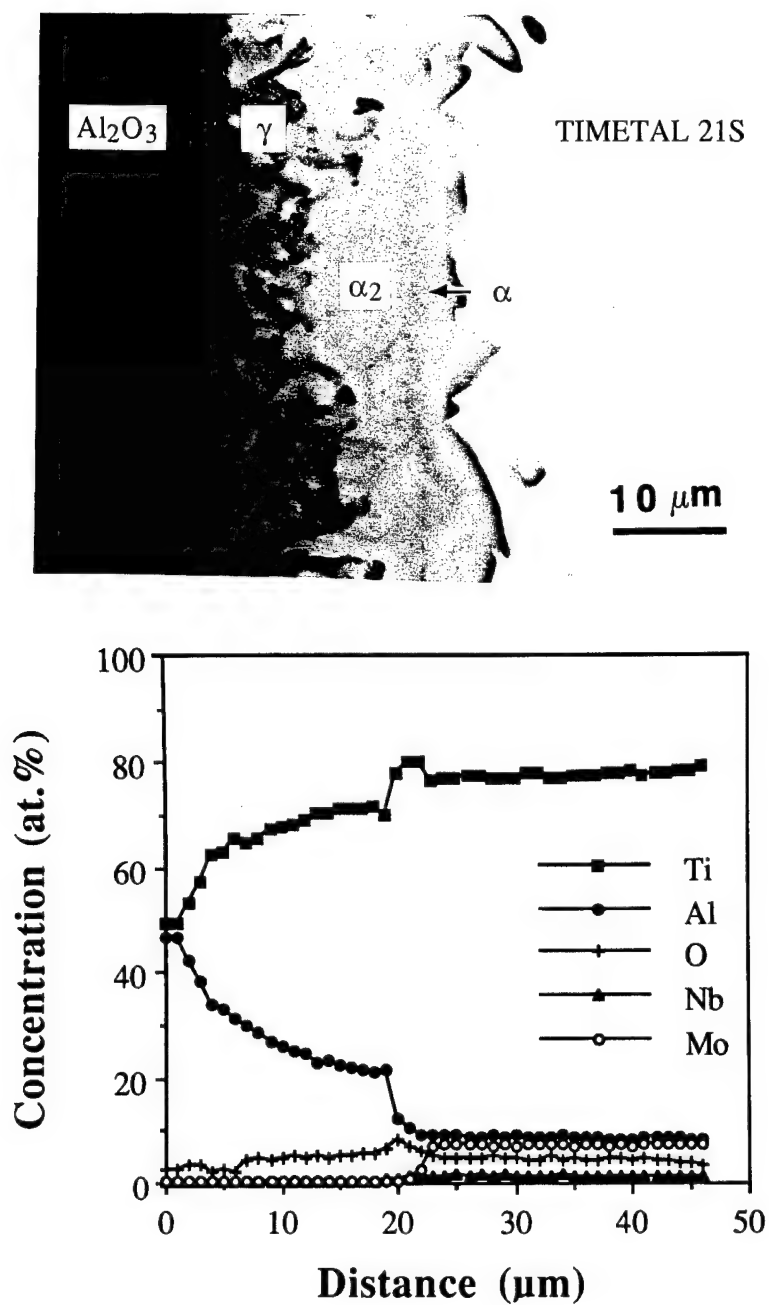 Al₂O₃
γ
TIMETAL 21S
α₂
α
10 μm
100
80
60
40
20
0
Concentration (at.%)
Ti
Al
O
Nb
Mo
0 10 20 30 40 50
Distance (μm)